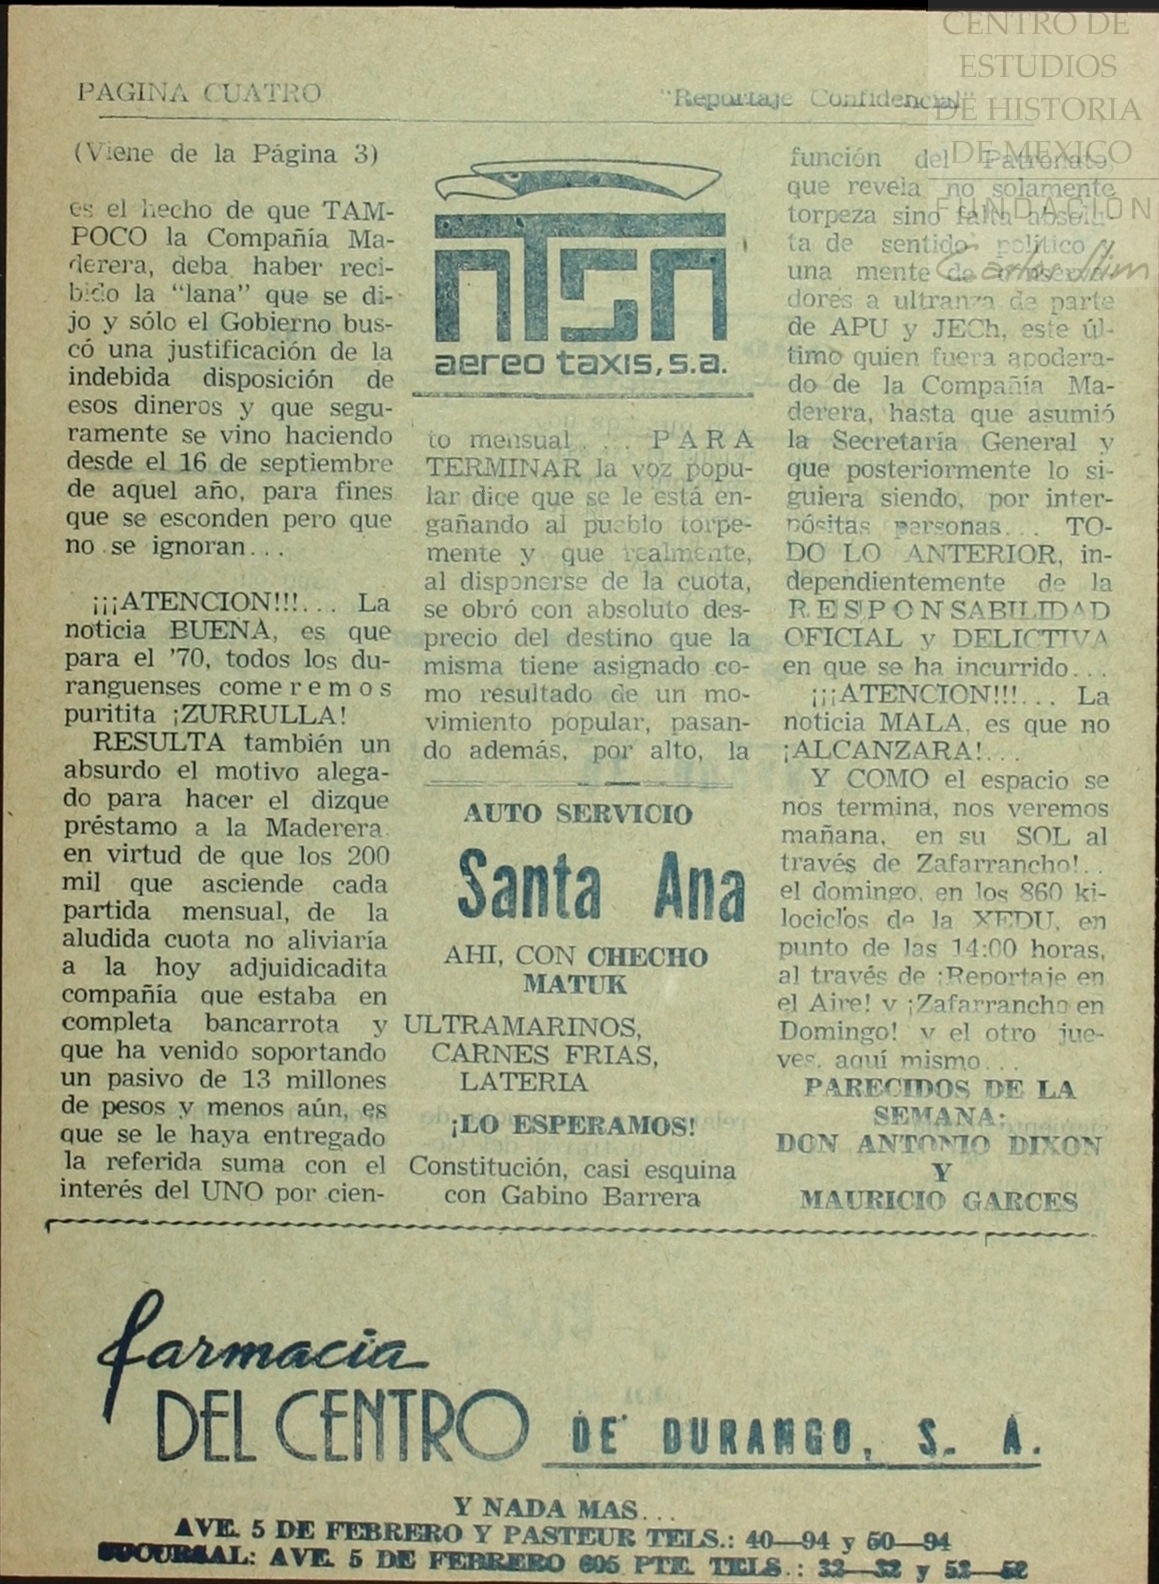 CENTRO DE
ESTUDIOS
DE HISTORIA
DE MEXICO
FUNDACIÓN
Carlos Slim
PAGINA CUATRO
"Reportaje Confidencial"
(Viene de la Página 3)
es el hecho de que TAM-
POCO la Compañía Ma-
derera, deba haber reci-
bido la "lana" que se di-
jo y sólo el Gobierno bus-
có una justificación de la
indebida disposición de
esos dineros y que segu-
ramente se vino haciendo
desde el 16 de septiembre
de aquel año, para fines
que se esconden pero que
no se ignoran...
¡¡¡ATENCION!!!... La
noticia BUENA, es que
para el '70, todos los du-
ranguenses comeremos
puritita ¡ZURRULLA!
RESULTA también un
absurdo el motivo alega-
do para hacer el dizque
préstamo a la Maderera
en virtud de que los 200
mil que asciende cada
partida mensual, de la
aludida cuota no aliviaría
a la hoy adjuidicadita
compañía que estaba en
completa bancarrota y
que ha venido soportando
un pasivo de 13 millones
de pesos y menos aún, es
que se le haya entregado
la referida suma con el
interés del UNO por cien-
ATSA
aereo taxis, s.a.
to mensual... PARA
TERMINAR la voz popu-
lar dice que se le está en-
gañando al pueblo torpe-
mente y que realmente,
al disponerse de la cuota,
se obró con absoluto des-
precio del destino que la
misma tiene asignado co-
mo resultado de un mo-
vimiento popular, pasan-
do además, por alto, la
AUTO SERVICIO
Santa Ana
AHI, CON CHECHO
MATUK
ULTRAMARINOS,
CARNES FRIAS,
LATERIA
¡LO ESPERAMOS!
Constitución, casi esquina
con Gabino Barrera
función del Patronato,
que revela no solamente
torpeza sino falta absolu-
ta de sentido político y
una mente de
dores a ultranza de parte
de APU y JECh, este úl-
timo quien fuera apodera-
do de la Compañía Ma-
derera, hasta que asumió
la Secretaría General y
que posteriormente lo si-
guiera siendo, por inter-
pósitas personas... TO-
DO LO ANTERIOR, in-
dependientemente de la
RESPONSABILIDAD
OFICIAL y DELICTIVA
en que se ha incurrido...
¡¡¡ATENCION!!!... La
noticia MALA, es que no
¡ALCANZARA!...
Y COMO el espacio se
nos termina, nos veremos
mañana, en su SOL al
través de Zafarrancho!..
el domingo, en los 860 ki-
lociclos de la XEDU, en
punto de las 14:00 horas,
al través de ¡Reportaje en
el Aire! y ¡Zafarrancho en
Domingo! y el otro jue-
ves, aquí mismo...
PARECIDOS DE LA
SEMANA:
DON ANTONIO DIXON
Y
MAURICIO GARCES
farmacia
DEL CENTRO DE DURANGO, S. A.
Y NADA MAS...
AVE. 5 DE FEBRERO Y PASTEUR TELS.: 40—94 y 50—94
SUCURSAL: AVE. 5 DE FEBRERO 605 PTE. TELS.: 32—32 y 52—52